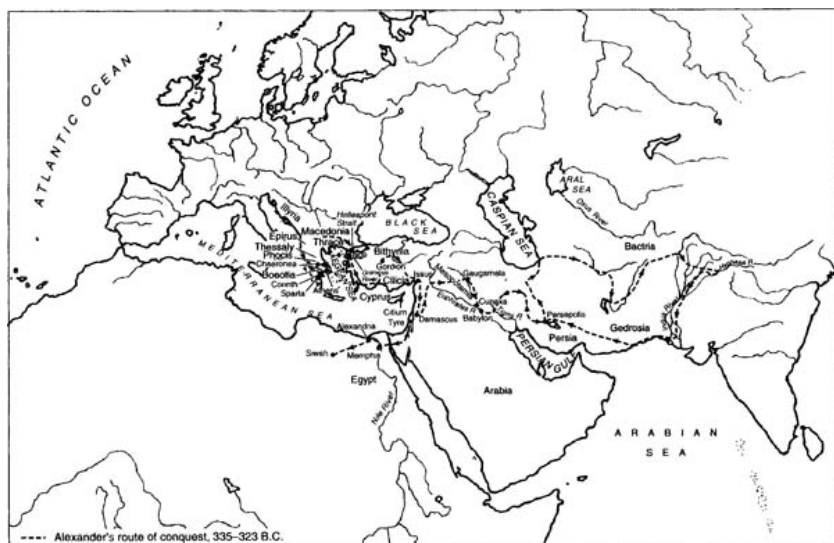 ATLANTIC OCEAN
ARAL
SEA
Oxus River
CASPIAN SEA
Illyria
Hellespont
Strait
BLACK
SEA
Macedonia
Epirus
Thrace
Thessaly
Bithynia
Phocis
Gordion
Chaeronea
Boeotia
Corinth
Sparta
Cilicia
Issus
Mesopotamia
Gaugamela
Bactria
MEDITERRANEAN SEA
Cyprus
Citium
Tyre
Euphrates R.
Cunaxa
Babylon
Damascus
Persepolis
Persia
Gedrosia
Alexandria
Memphis
Egypt
Nile River
PERSIAN GULF
Arabia
ARABIAN
SEA
Alexander's route of conquest, 335–323 B.C.